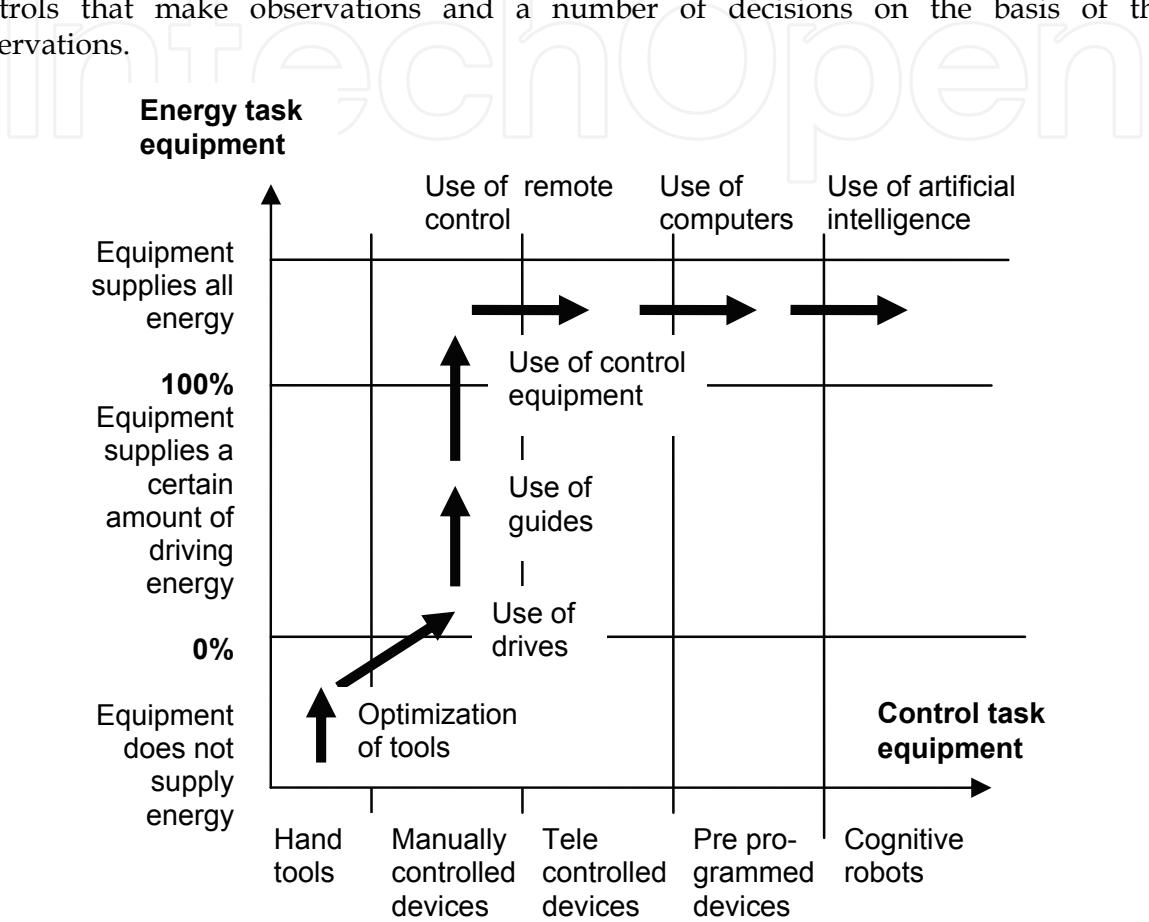 trols that make observations and a number of decisions on the basis of th
ervations.
IntechOpen
Energy task
equipment
Use of remote
control
Use of
computers
Use of artificial
intelligence
Equipment
supplies all
energy
100%
Equipment
supplies a
certain
amount of
driving
energy
0%
Equipment
does not
supply
energy
Use of control
equipment
Use of
guides
Use of
drives
Optimization
of tools
Control task
equipment
Hand
tools
Manually
controlled
devices
Tele
controlled
devices
Pre pro-
grammed
devices
Cognitive
robots